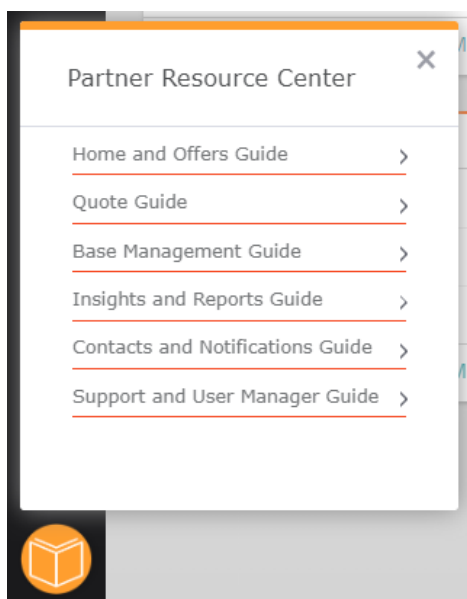 Partner Resource Center
Home and Offers Guide
Quote Guide
Base Management Guide
Insights and Reports Guide
Contacts and Notifications Guide
Support and User Manager Guide